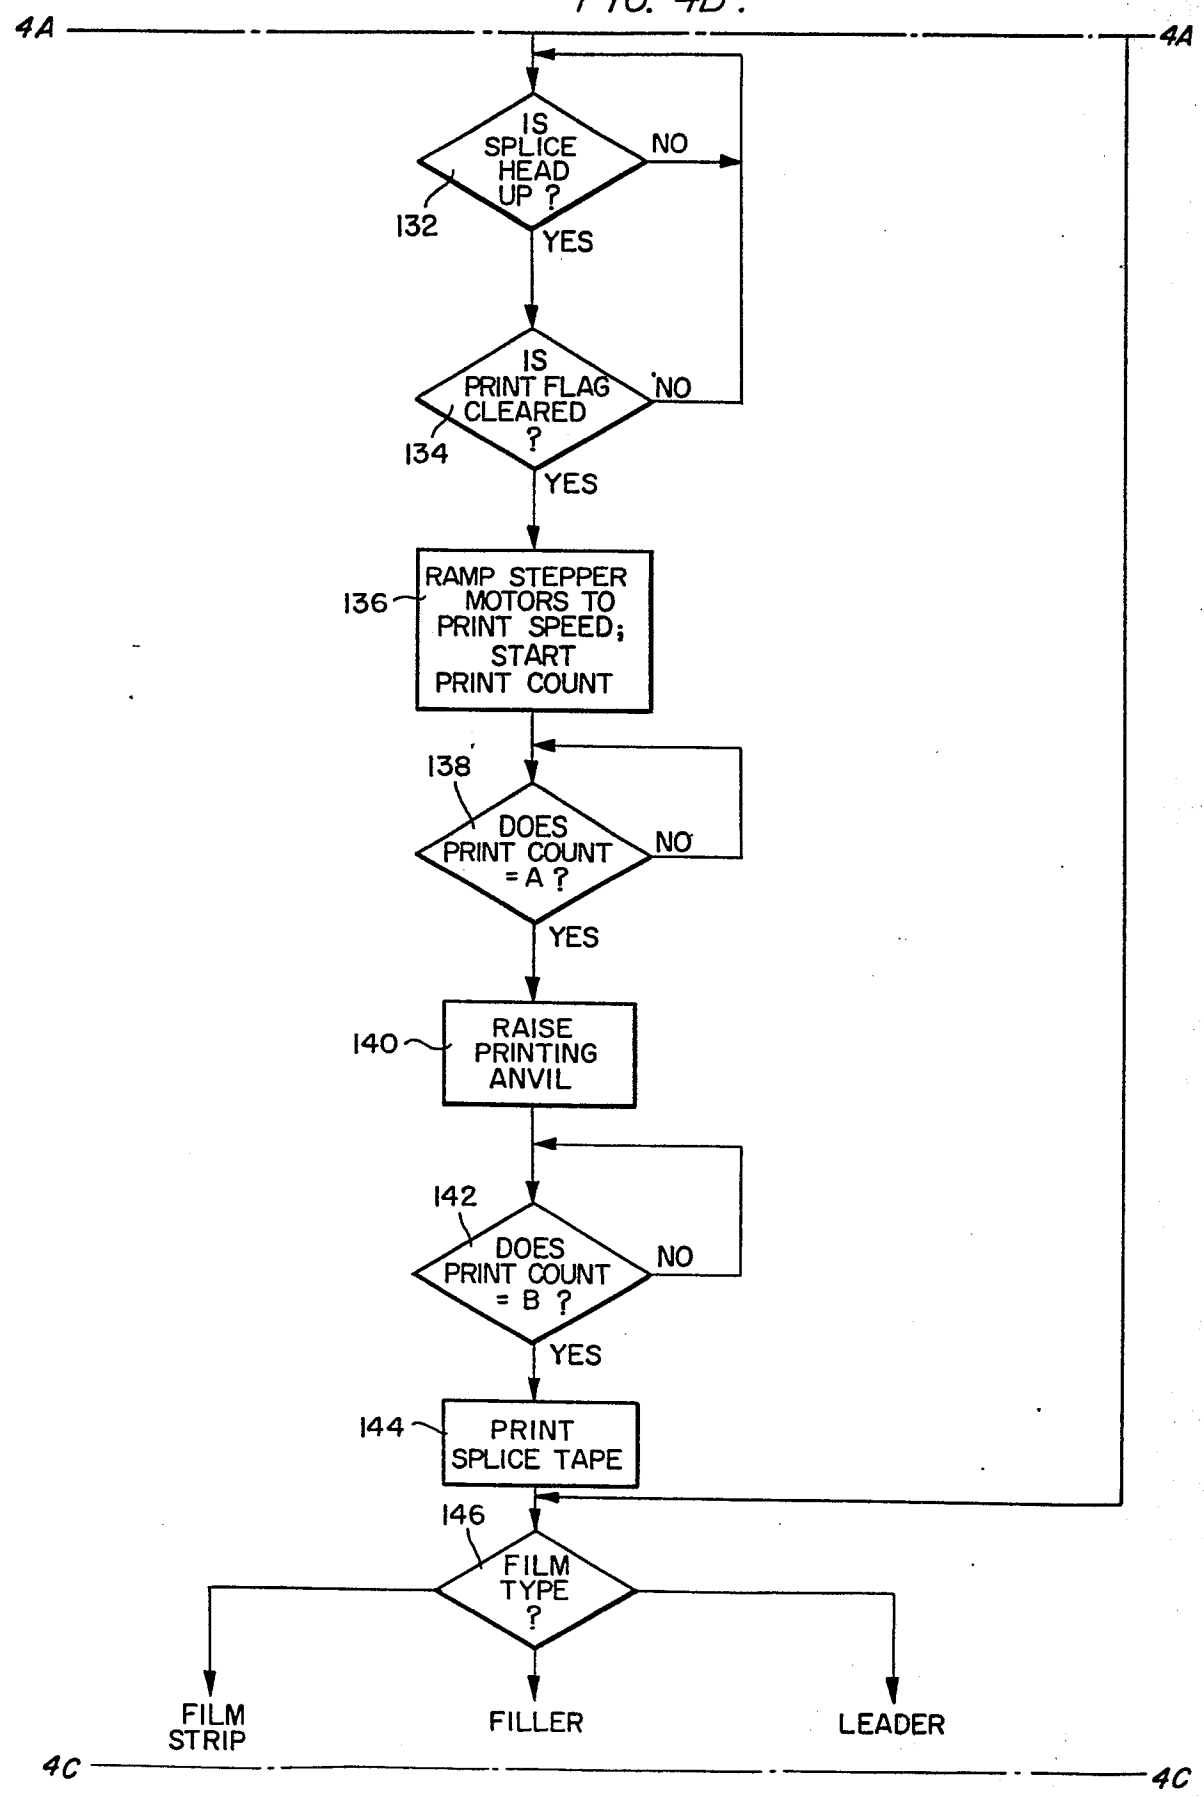 FIG. 4B.
4A
4A
IS
SPLICE
HEAD
UP ?
NO
132
YES
IS
PRINT FLAG
CLEARED
?
NO
134
YES
RAMP STEPPER
MOTORS TO
PRINT SPEED;
START
PRINT COUNT
136
138
DOES
PRINT COUNT
= A ?
NO
YES
RAISE
PRINTING
ANVIL
140
142
DOES
PRINT COUNT
= B ?
NO
YES
144
PRINT
SPLICE TAPE
146
FILM
TYPE
?
FILM
STRIP
FILLER
LEADER
4C
4C